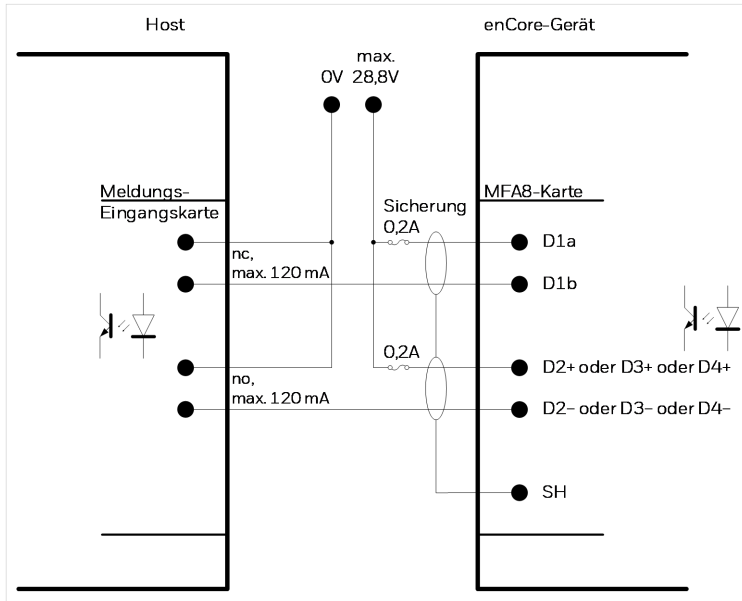 Host
enCore-Gerät
max.
0V 28,8V
Meldungs-
Eingangskarte
Sicherung
0,2A
MFA8-Karte
nc,
max. 120 mA
D1a
D1b
0,2A
no,
max. 120 mA
D2+ oder D3+ oder D4+
D2– oder D3– oder D4–
SH